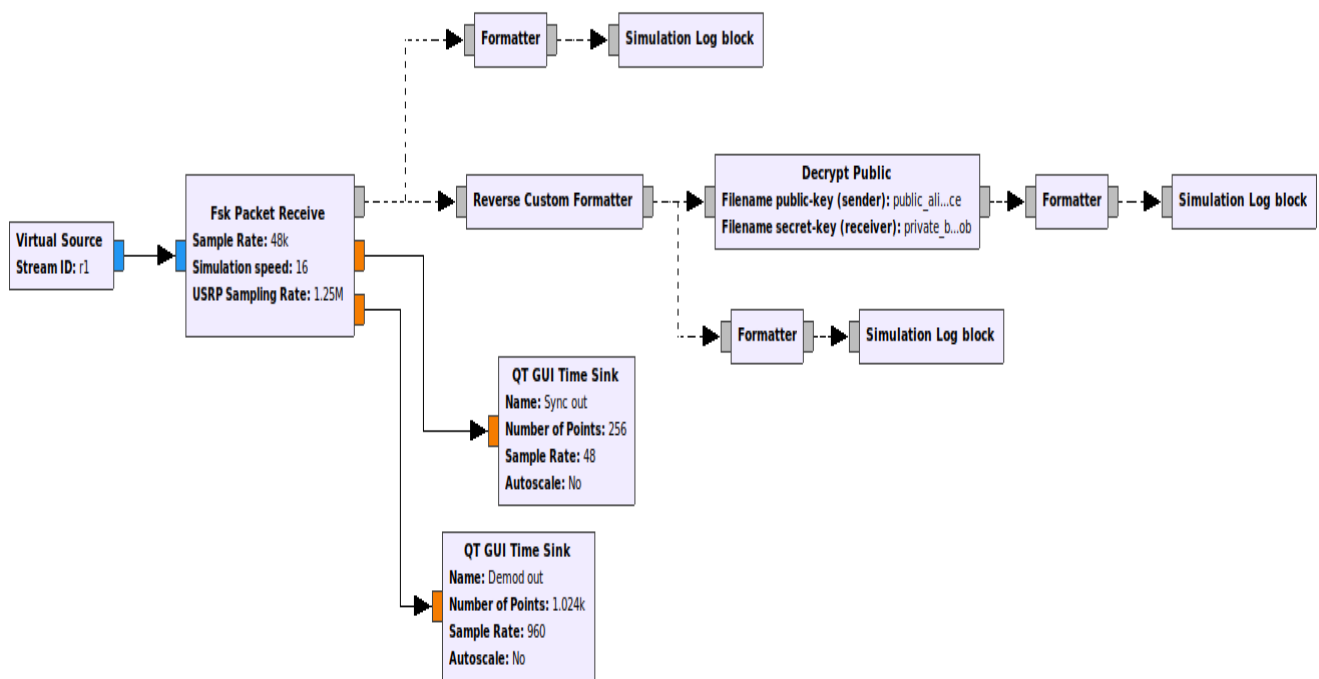 Formatter
Simulation Log block
Virtual Source
Stream ID: r1
Fsk Packet Receive
Sample Rate: 48k
Simulation speed: 16
USRP Sampling Rate: 1.25M
Reverse Custom Formatter
Decrypt Public
Filename public-key (sender): public_ali...ce
Filename secret-key (receiver): private_b...ob
Formatter
Simulation Log block
Formatter
Simulation Log block
QT GUI Time Sink
Name: Sync out
Number of Points: 256
Sample Rate: 48
Autoscale: No
QT GUI Time Sink
Name: Demod out
Number of Points: 1.024k
Sample Rate: 960
Autoscale: No